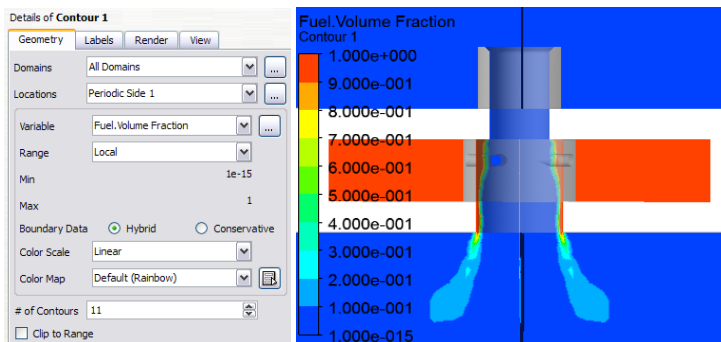 Details of Contour 1
Geometry Labels Render View
Domains All Domains ...
Locations Periodic Side 1 ...
Variable Fuel.Volume Fraction ...
Range Local
Min 1e-15
Max 1
Boundary Data Hybrid Conservative
Color Scale Linear
Color Map Default (Rainbow)
# of Contours 11
Clip to Range
Fuel.Volume Fraction
Contour 1
1.000e+000
9.000e-001
8.000e-001
7.000e-001
6.000e-001
5.000e-001
4.000e-001
3.000e-001
2.000e-001
1.000e-001
1.000e-015